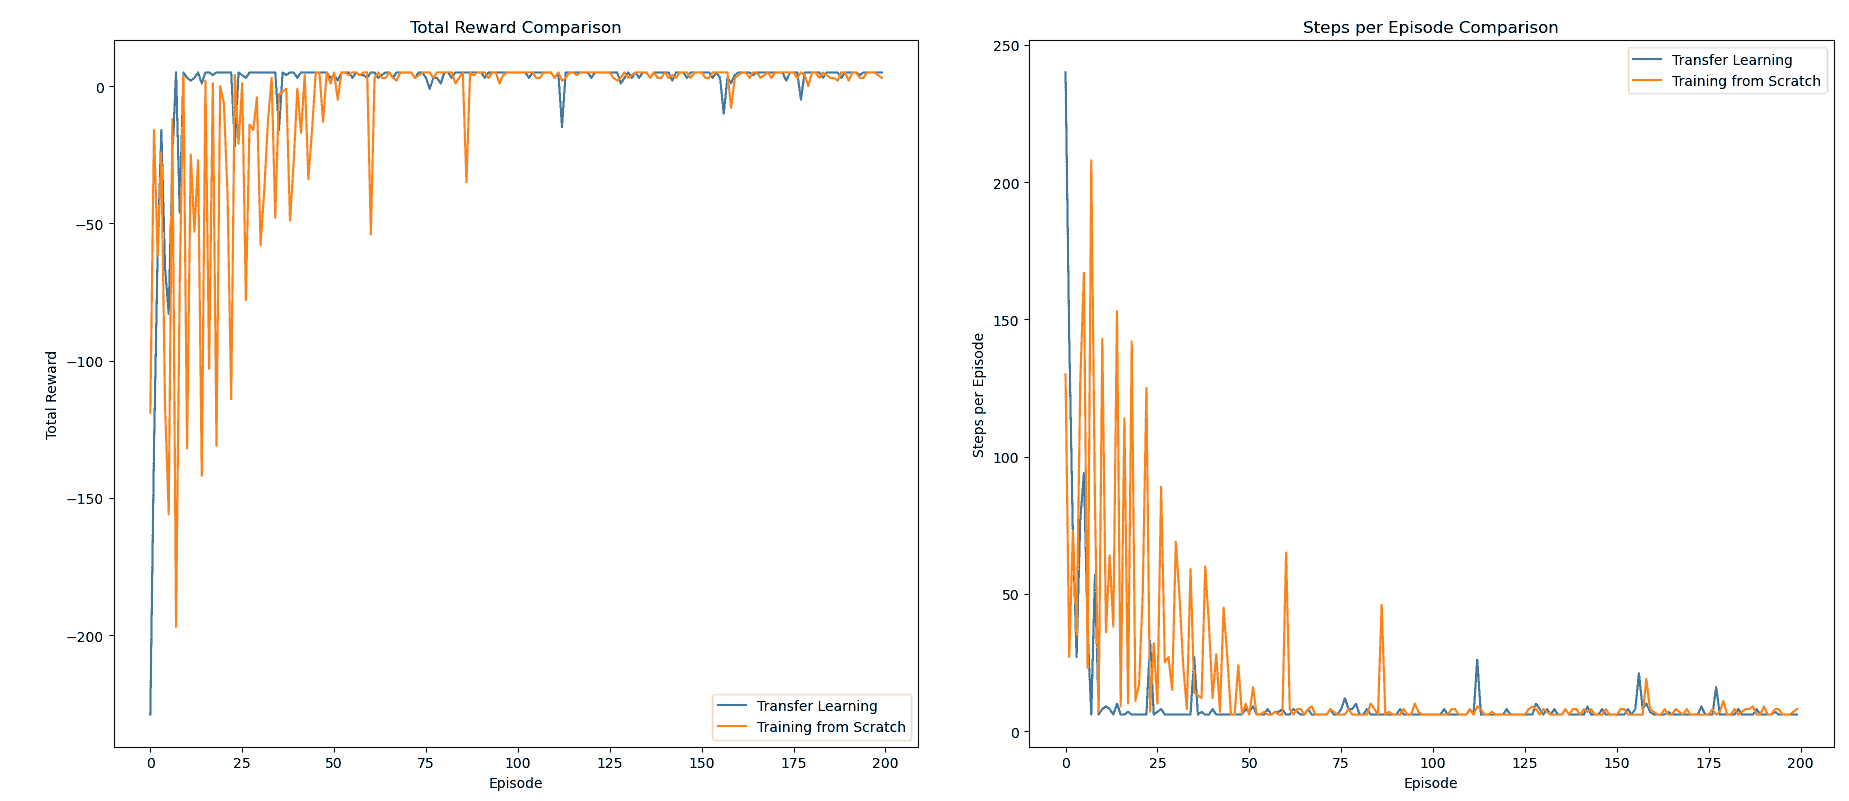 Total Reward Comparison
0
−50
−100
−150
−200
Total Reward
0
25
50
75
100
125
150
175
200
Episode
Transfer Learning
Training from Scratch
Steps per Episode Comparison
250
200
150
100
50
0
Steps per Episode
0
25
50
75
100
125
150
175
200
Episode
Transfer Learning
Training from Scratch